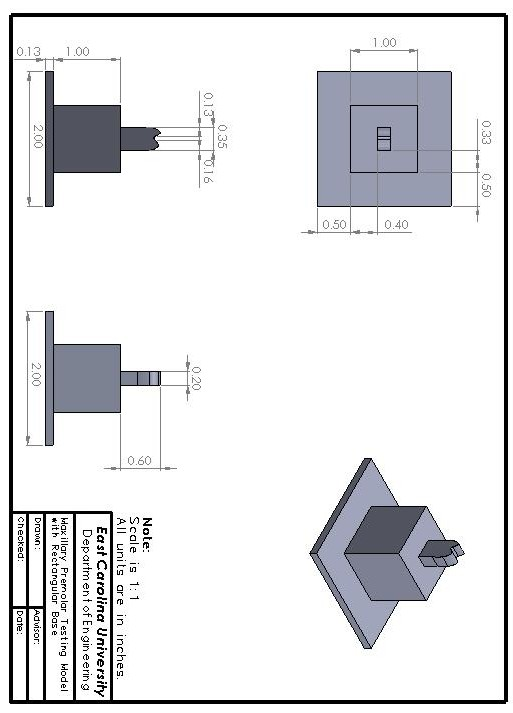 0.13
1.00
2.00
0.13
0.35
0.16
1.00
0.33
0.50
0.50
0.40
2.00
0.20
0.60
Note:
Scale is 1:1
All units are in inches.
East Carolina University
Department of Engineering
Maxillary Premolar Testing Model
with Rectangular Base
Drawn:
Advisor:
Checked:
Date: